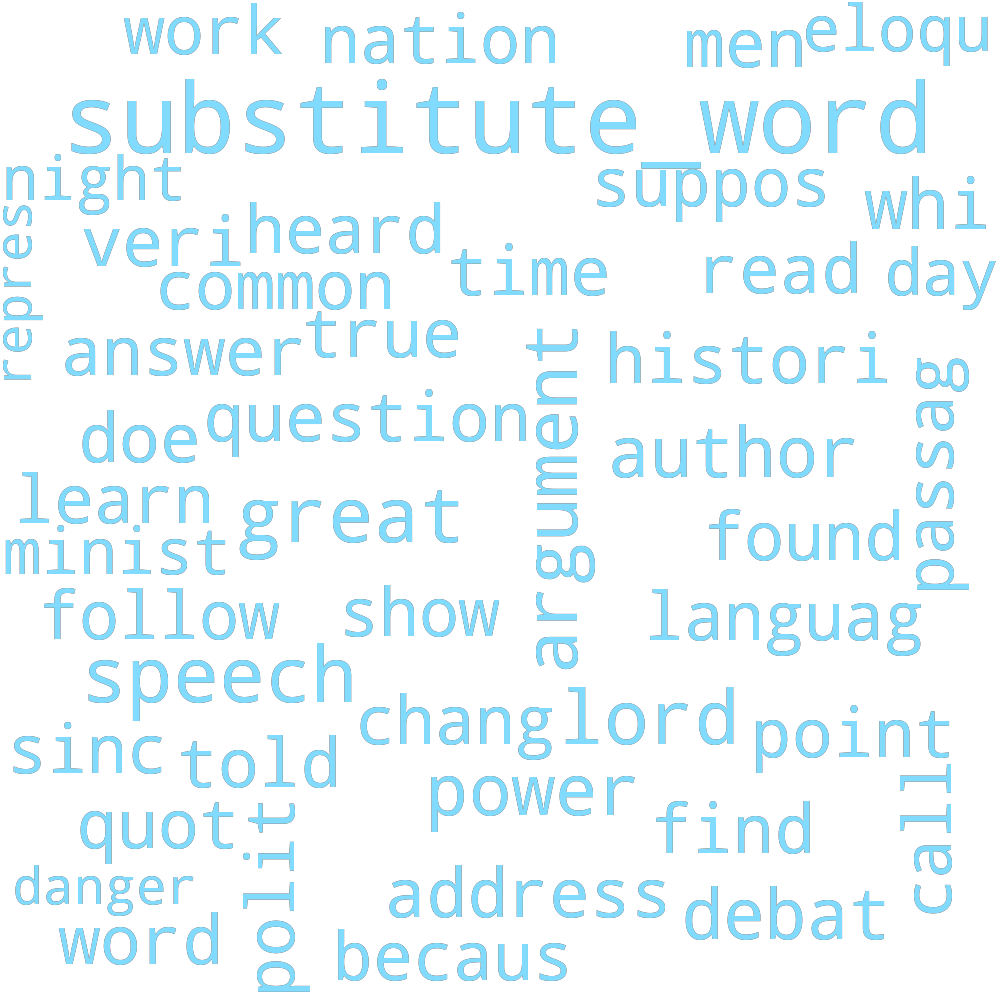 work
nation
men
eloqu
substitute_word
night
suppos
whi
repres
veri
heard
common
time
read
day
answer
true
argument
histori
passag
doe
question
author
learn
great
minist
found
follow
show
languag
speech
chang
lord
point
sinc
told
power
call
quot
polit
find
danger
address
debat
word
becaus